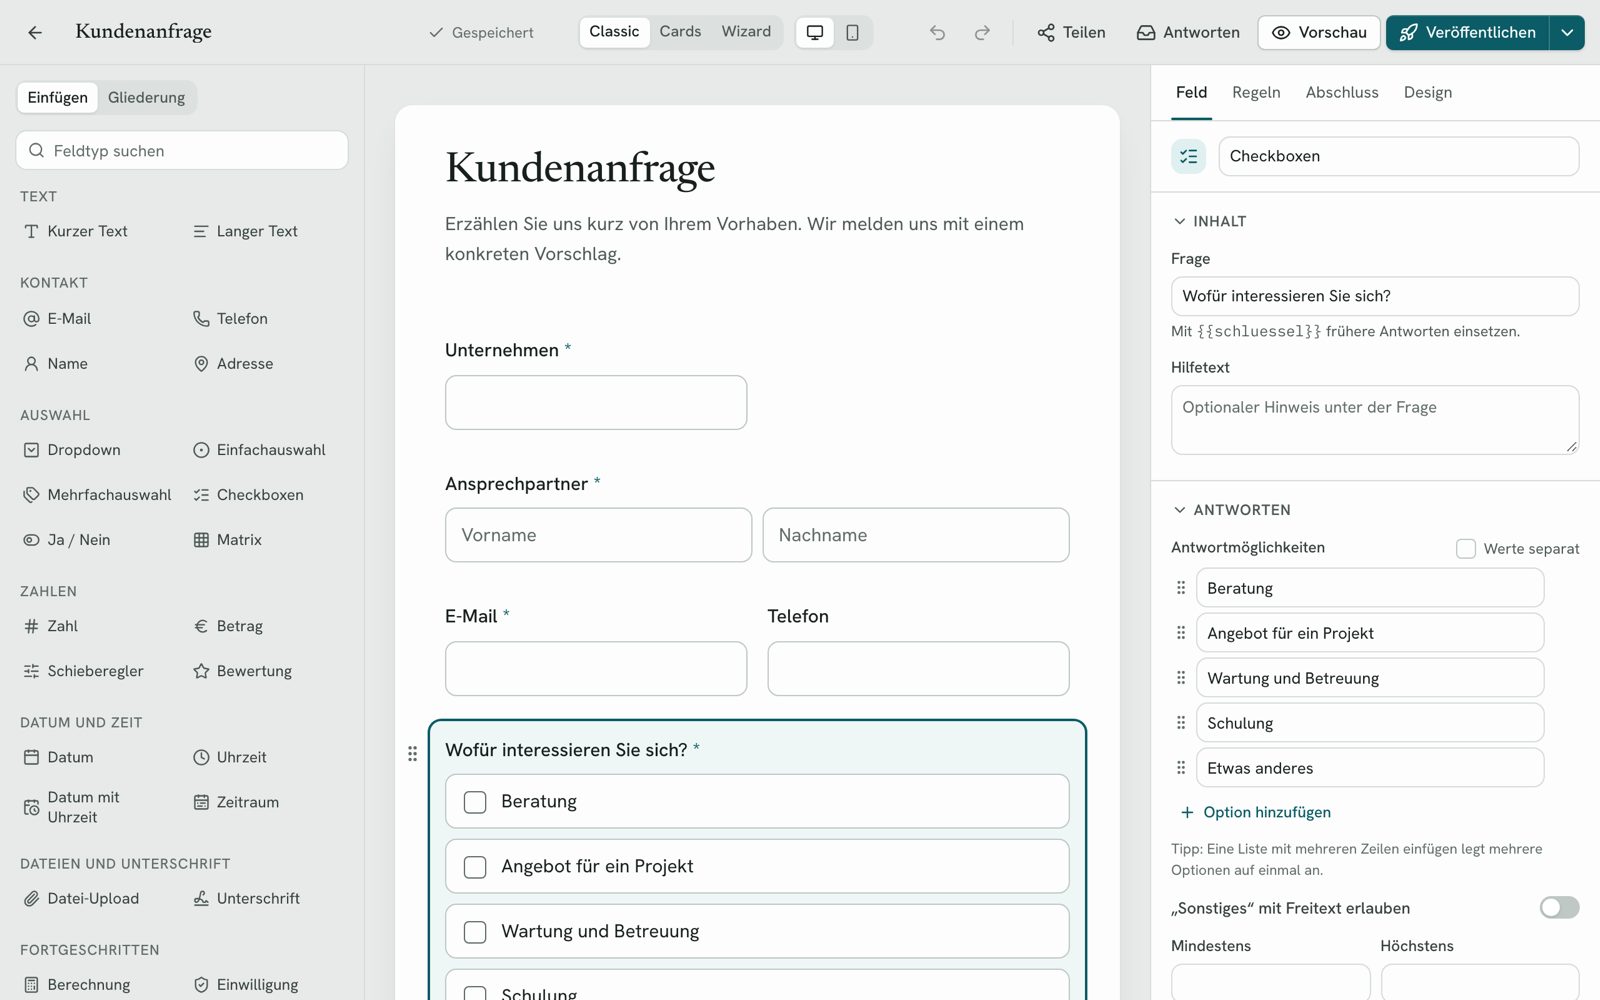 Kundenanfrage
Gespeichert
Classic
Cards
Wizard
Teilen
Antworten
Vorschau
Veröffentlichen
Einfügen
Gliederung
Feldtyp suchen
TEXT
Kurzer Text
Langer Text
KONTAKT
E-Mail
Telefon
Name
Adresse
AUSWAHL
Dropdown
Einfachauswahl
Mehrfachauswahl
Checkboxen
Ja / Nein
Matrix
ZAHLEN
Zahl
Betrag
Schieberegler
Bewertung
DATUM UND ZEIT
Datum
Uhrzeit
Datum mit
Uhrzeit
Zeitraum
DATEIEN UND UNTERSCHRIFT
Datei-Upload
Unterschrift
FORTGESCHRITTEN
Berechnung
Einwilligung
Kundenanfrage
Erzählen Sie uns kurz von Ihrem Vorhaben. Wir melden uns mit einem
konkreten Vorschlag.
Unternehmen *
Ansprechpartner *
Vorname
Nachname
E-Mail *
Telefon
Wofür interessieren Sie sich? *
Beratung
Angebot für ein Projekt
Wartung und Betreuung
Schulung
Feld
Regeln
Abschluss
Design
Checkboxen
INHALT
Frage
Wofür interessieren Sie sich?
Mit {{schluessel}} frühere Antworten einsetzen.
Hilfetext
Optionaler Hinweis unter der Frage
ANTWORTEN
Antwortmöglichkeiten
Werte separat
Beratung
Angebot für ein Projekt
Wartung und Betreuung
Schulung
Etwas anderes
+ Option hinzufügen
Tipp: Eine Liste mit mehreren Zeilen einfügen legt mehrere
Optionen auf einmal an.
„Sonstiges“ mit Freitext erlauben
Mindestens
Höchstens